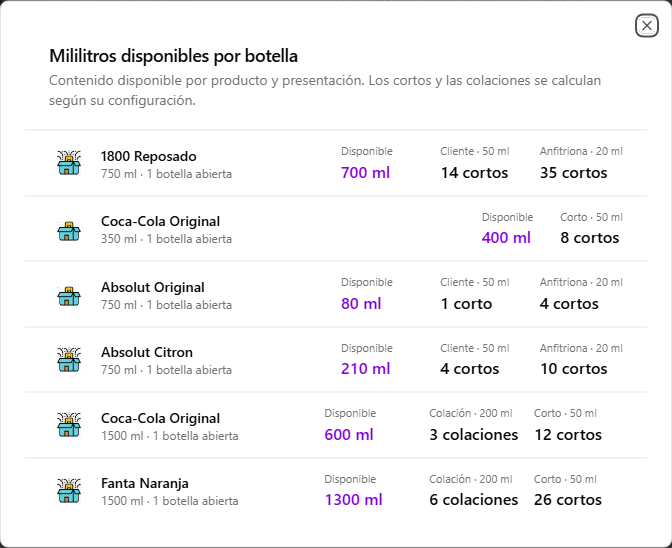 Mililitros disponibles por botella
Contenido disponible por producto y presentación. Los cortos y las colaciones se calculan
según su configuración.
1800 Reposado
750 ml · 1 botella abierta
Disponible
700 ml
Cliente · 50 ml
14 cortos
Anfitriona · 20 ml
35 cortos
Coca-Cola Original
350 ml · 1 botella abierta
Disponible
400 ml
Corto · 50 ml
8 cortos
Absolut Original
750 ml · 1 botella abierta
Disponible
80 ml
Cliente · 50 ml
1 corto
Anfitriona · 20 ml
4 cortos
Absolut Citron
750 ml · 1 botella abierta
Disponible
210 ml
Cliente · 50 ml
4 cortos
Anfitriona · 20 ml
10 cortos
Coca-Cola Original
1500 ml · 1 botella abierta
Disponible
600 ml
Colación · 200 ml
3 colaciones
Corto · 50 ml
12 cortos
Fanta Naranja
1500 ml · 1 botella abierta
Disponible
1300 ml
Colación · 200 ml
6 colaciones
Corto · 50 ml
26 cortos